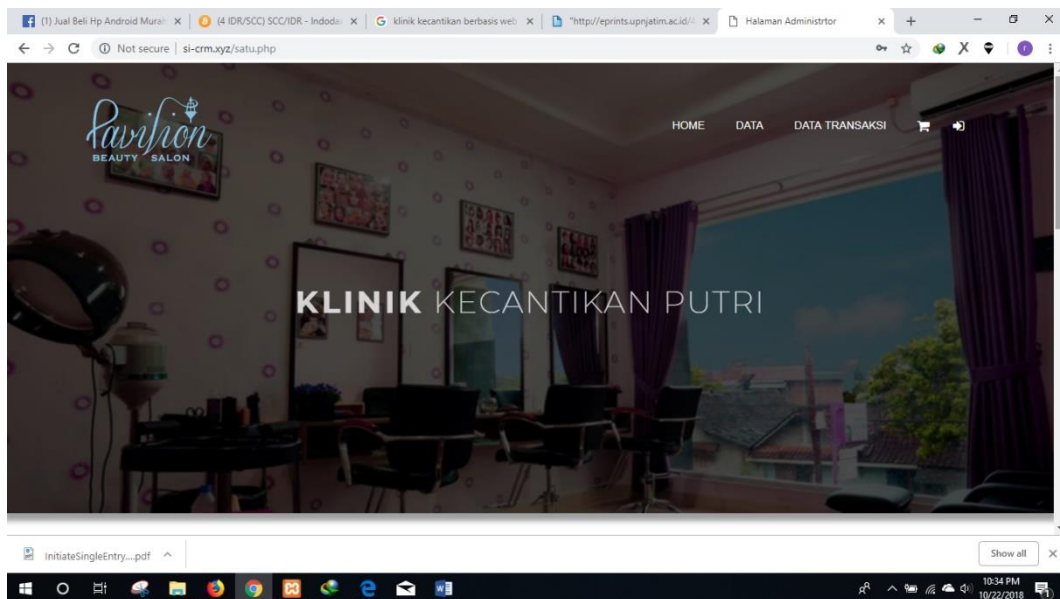 (1) Jual Beli Hp Android Murah
(4 IDR/SCC) SCC/IDR - Indodax
klinik kecantikan berbasis web
"http://eprints.upnjatim.ac.id/4
Halaman Administrtor
Not secure | si-crm.xyz/satu.php
Pavilion
BEAUTY SALON
HOME DATA DATA TRANSAKSI
KLINIK KECANTIKAN PUTRI
InitiateSingleEntry....pdf
Show all
10:34 PM
10/22/2018